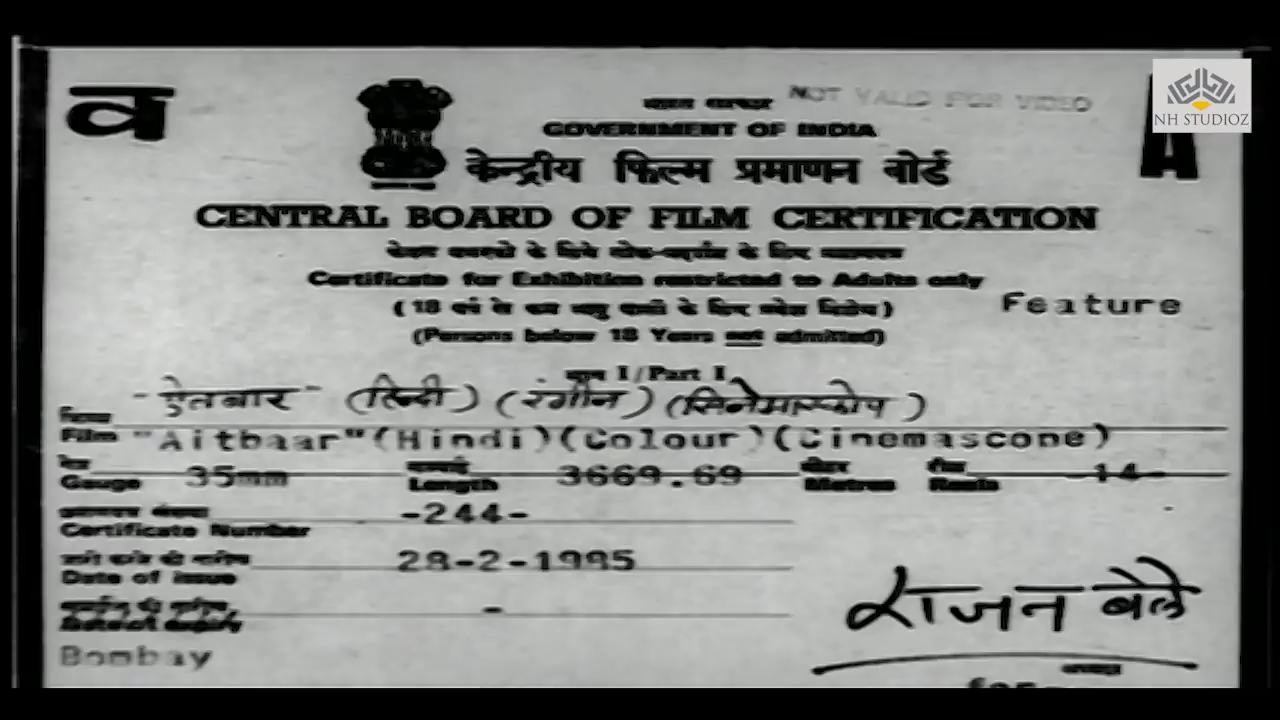 व
भारत सरकार
NOT VALID FOR VIDEO
NH STUDIOZ
GOVERNMENT OF INDIA
A
केन्द्रीय फिल्म प्रमाणन बोर्ड
CENTRAL BOARD OF FILM CERTIFICATION
Certificate for Exhibition restricted to Adults only
Feature
(Persons below 18 Years not admitted)
भाग I/Part I
"ऐतबार" (हिन्दी) (रंगीन) (सिनेमास्कोप)
फिल्म
Film "Aitbaar" (Hindi)(Colour)(Cinemascope)
Gauge 35mm Length 3669.69 Metres Reels -14-
Certificate Number -244-
Date of issue 28-2-1985
-
Bombay
राजन बेले
अध्यक्ष